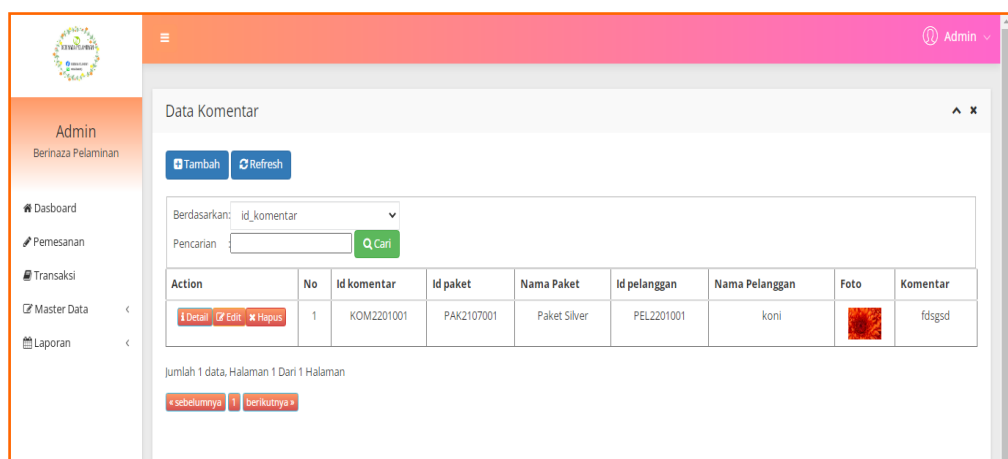 Admin
Data Komentar
Admin
Berinaza Pelaminan
Tambah Refresh
Dasboard
Pemesanan
Transaksi
Master Data
Laporan
Berdasarkan: id_komentar
Pencarian : Cari
Action No Id komentar Id paket Nama Paket Id pelanggan Nama Pelanggan Foto Komentar
Detail Edit Hapus 1 KOM2201001 PAK2107001 Paket Silver PEL2201001 koni fdsgsd
Jumlah 1 data, Halaman 1 Dari 1 Halaman
« sebelumnya 1 berikutnya »